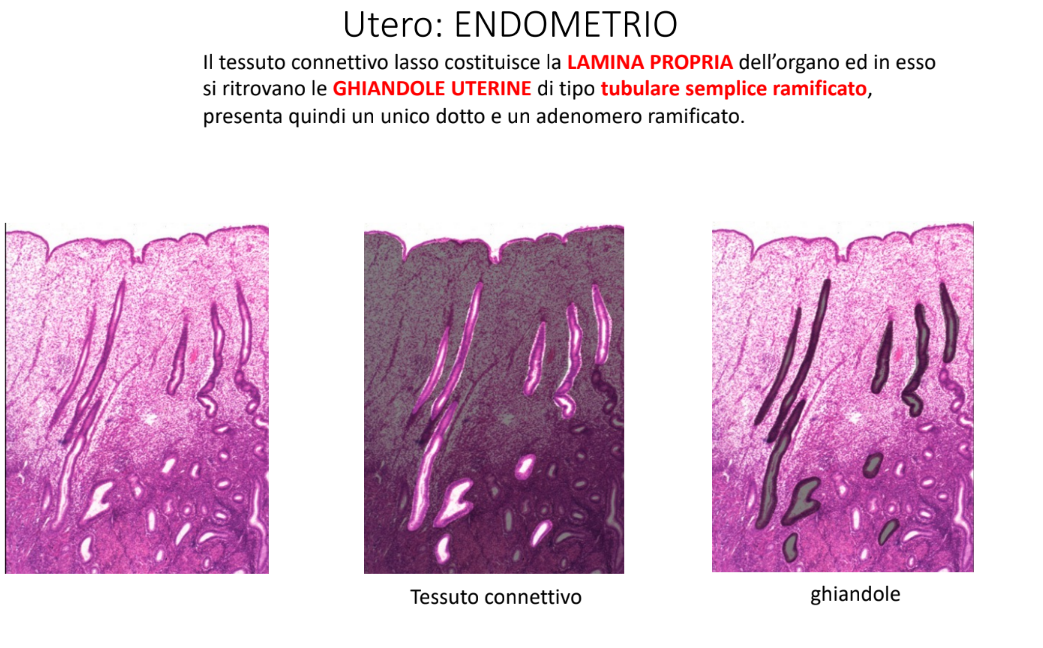 Utero: ENDOMETRIO
Il tessuto connettivo lasso costituisce la LAMINA PROPRIA dell’organo ed in esso
si ritrovano le GHIANDOLE UTERINE di tipo tubulare semplice ramificato,
presenta quindi un unico dotto e un adenomero ramificato.
Tessuto connettivo
ghiandole